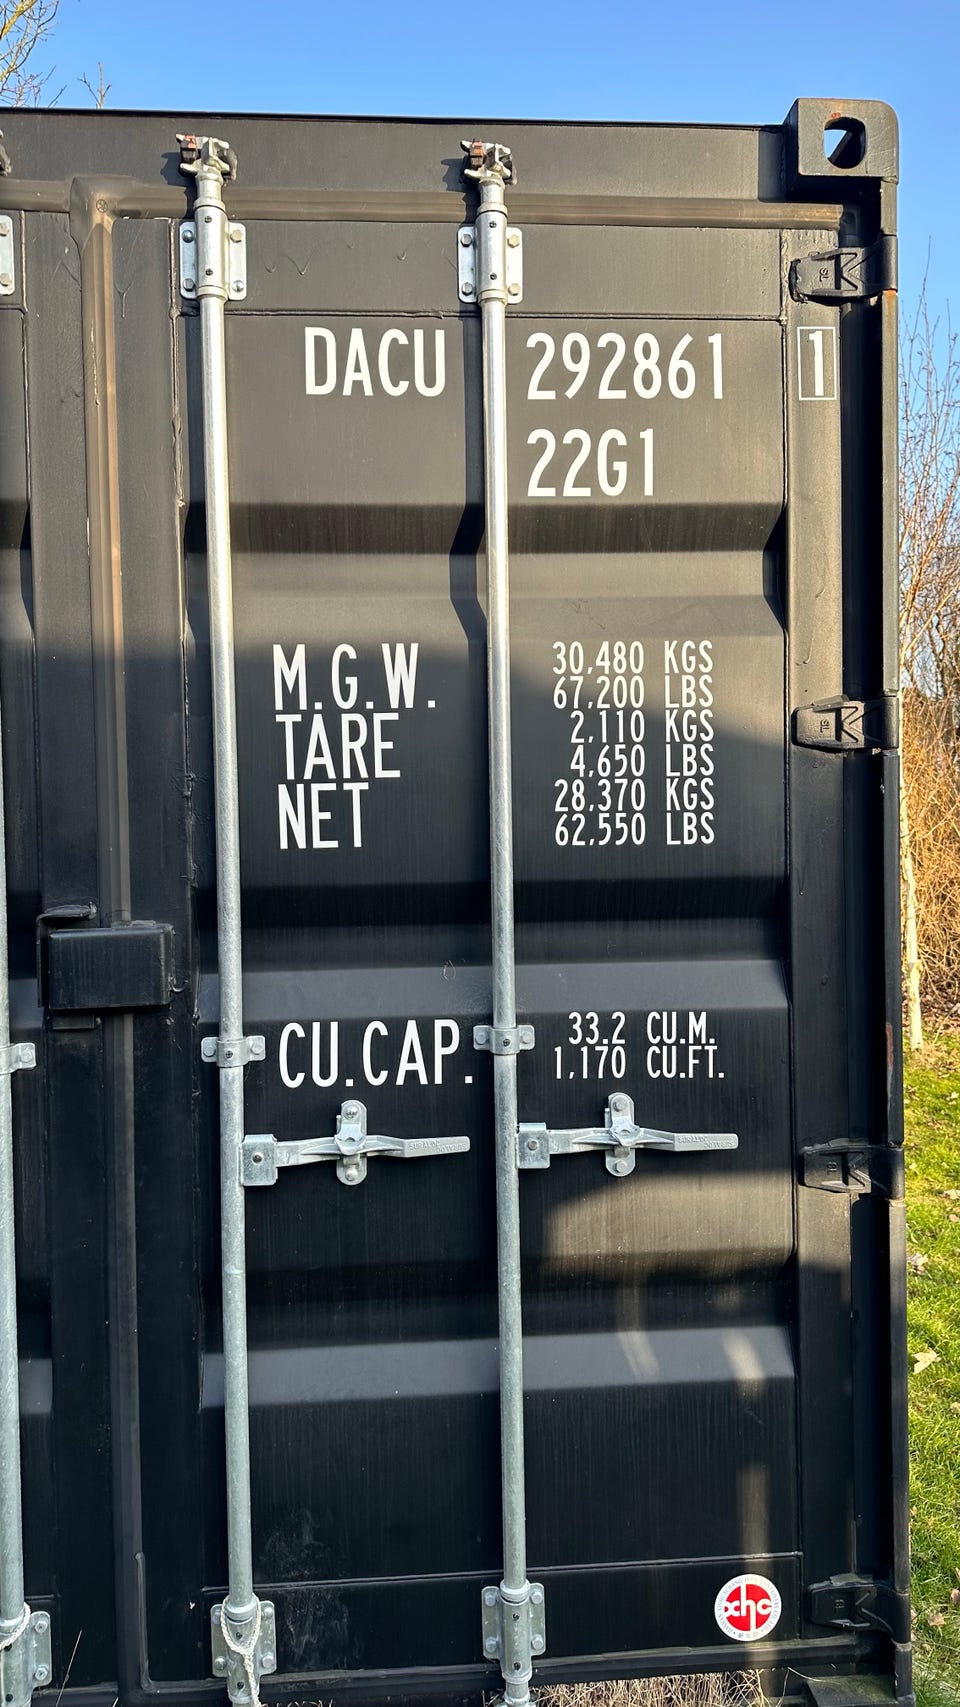 DACU 292861 1
22G1
M.G.W. 30,480 KGS
67,200 LBS
TARE 2,110 KGS
4,650 LBS
NET 28,370 KGS
62,550 LBS
CU.CAP. 33.2 CU.M.
1,170 CU.FT.
xhc